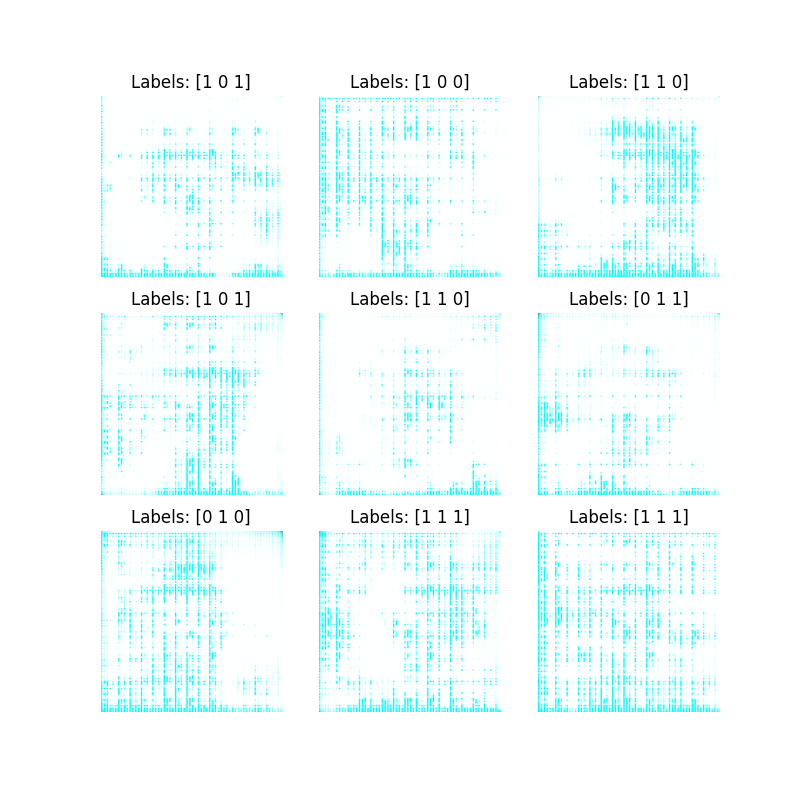 Labels: [1 0 1]
Labels: [1 0 0]
Labels: [1 1 0]
Labels: [1 0 1]
Labels: [1 1 0]
Labels: [0 1 1]
Labels: [0 1 0]
Labels: [1 1 1]
Labels: [1 1 1]